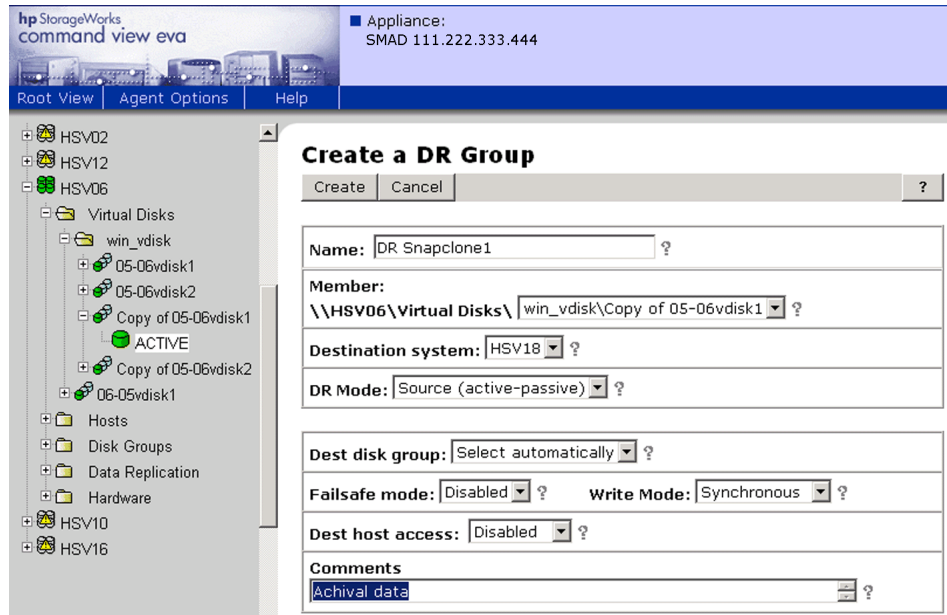 hp StorageWorks
command view eva
Appliance:
SMAD 111.222.333.444
Root View Agent Options Help
HSV02
HSV12
HSV06
Virtual Disks
win_vdisk
05-06vdisk1
05-06vdisk2
Copy of 05-06vdisk1
ACTIVE
Copy of 05-06vdisk2
06-05vdisk1
Hosts
Disk Groups
Data Replication
Hardware
HSV10
HSV16
Create a DR Group
Create Cancel ?
Name: DR Snapclone1 ?
Member:
\\HSV06\Virtual Disks\ win_vdisk\Copy of 05-06vdisk1 ?
Destination system: HSV18 ?
DR Mode: Source (active-passive) ?
Dest disk group: Select automatically ?
Failsafe mode: Disabled ? Write Mode: Synchronous ?
Dest host access: Disabled ?
Comments
Achival data ?